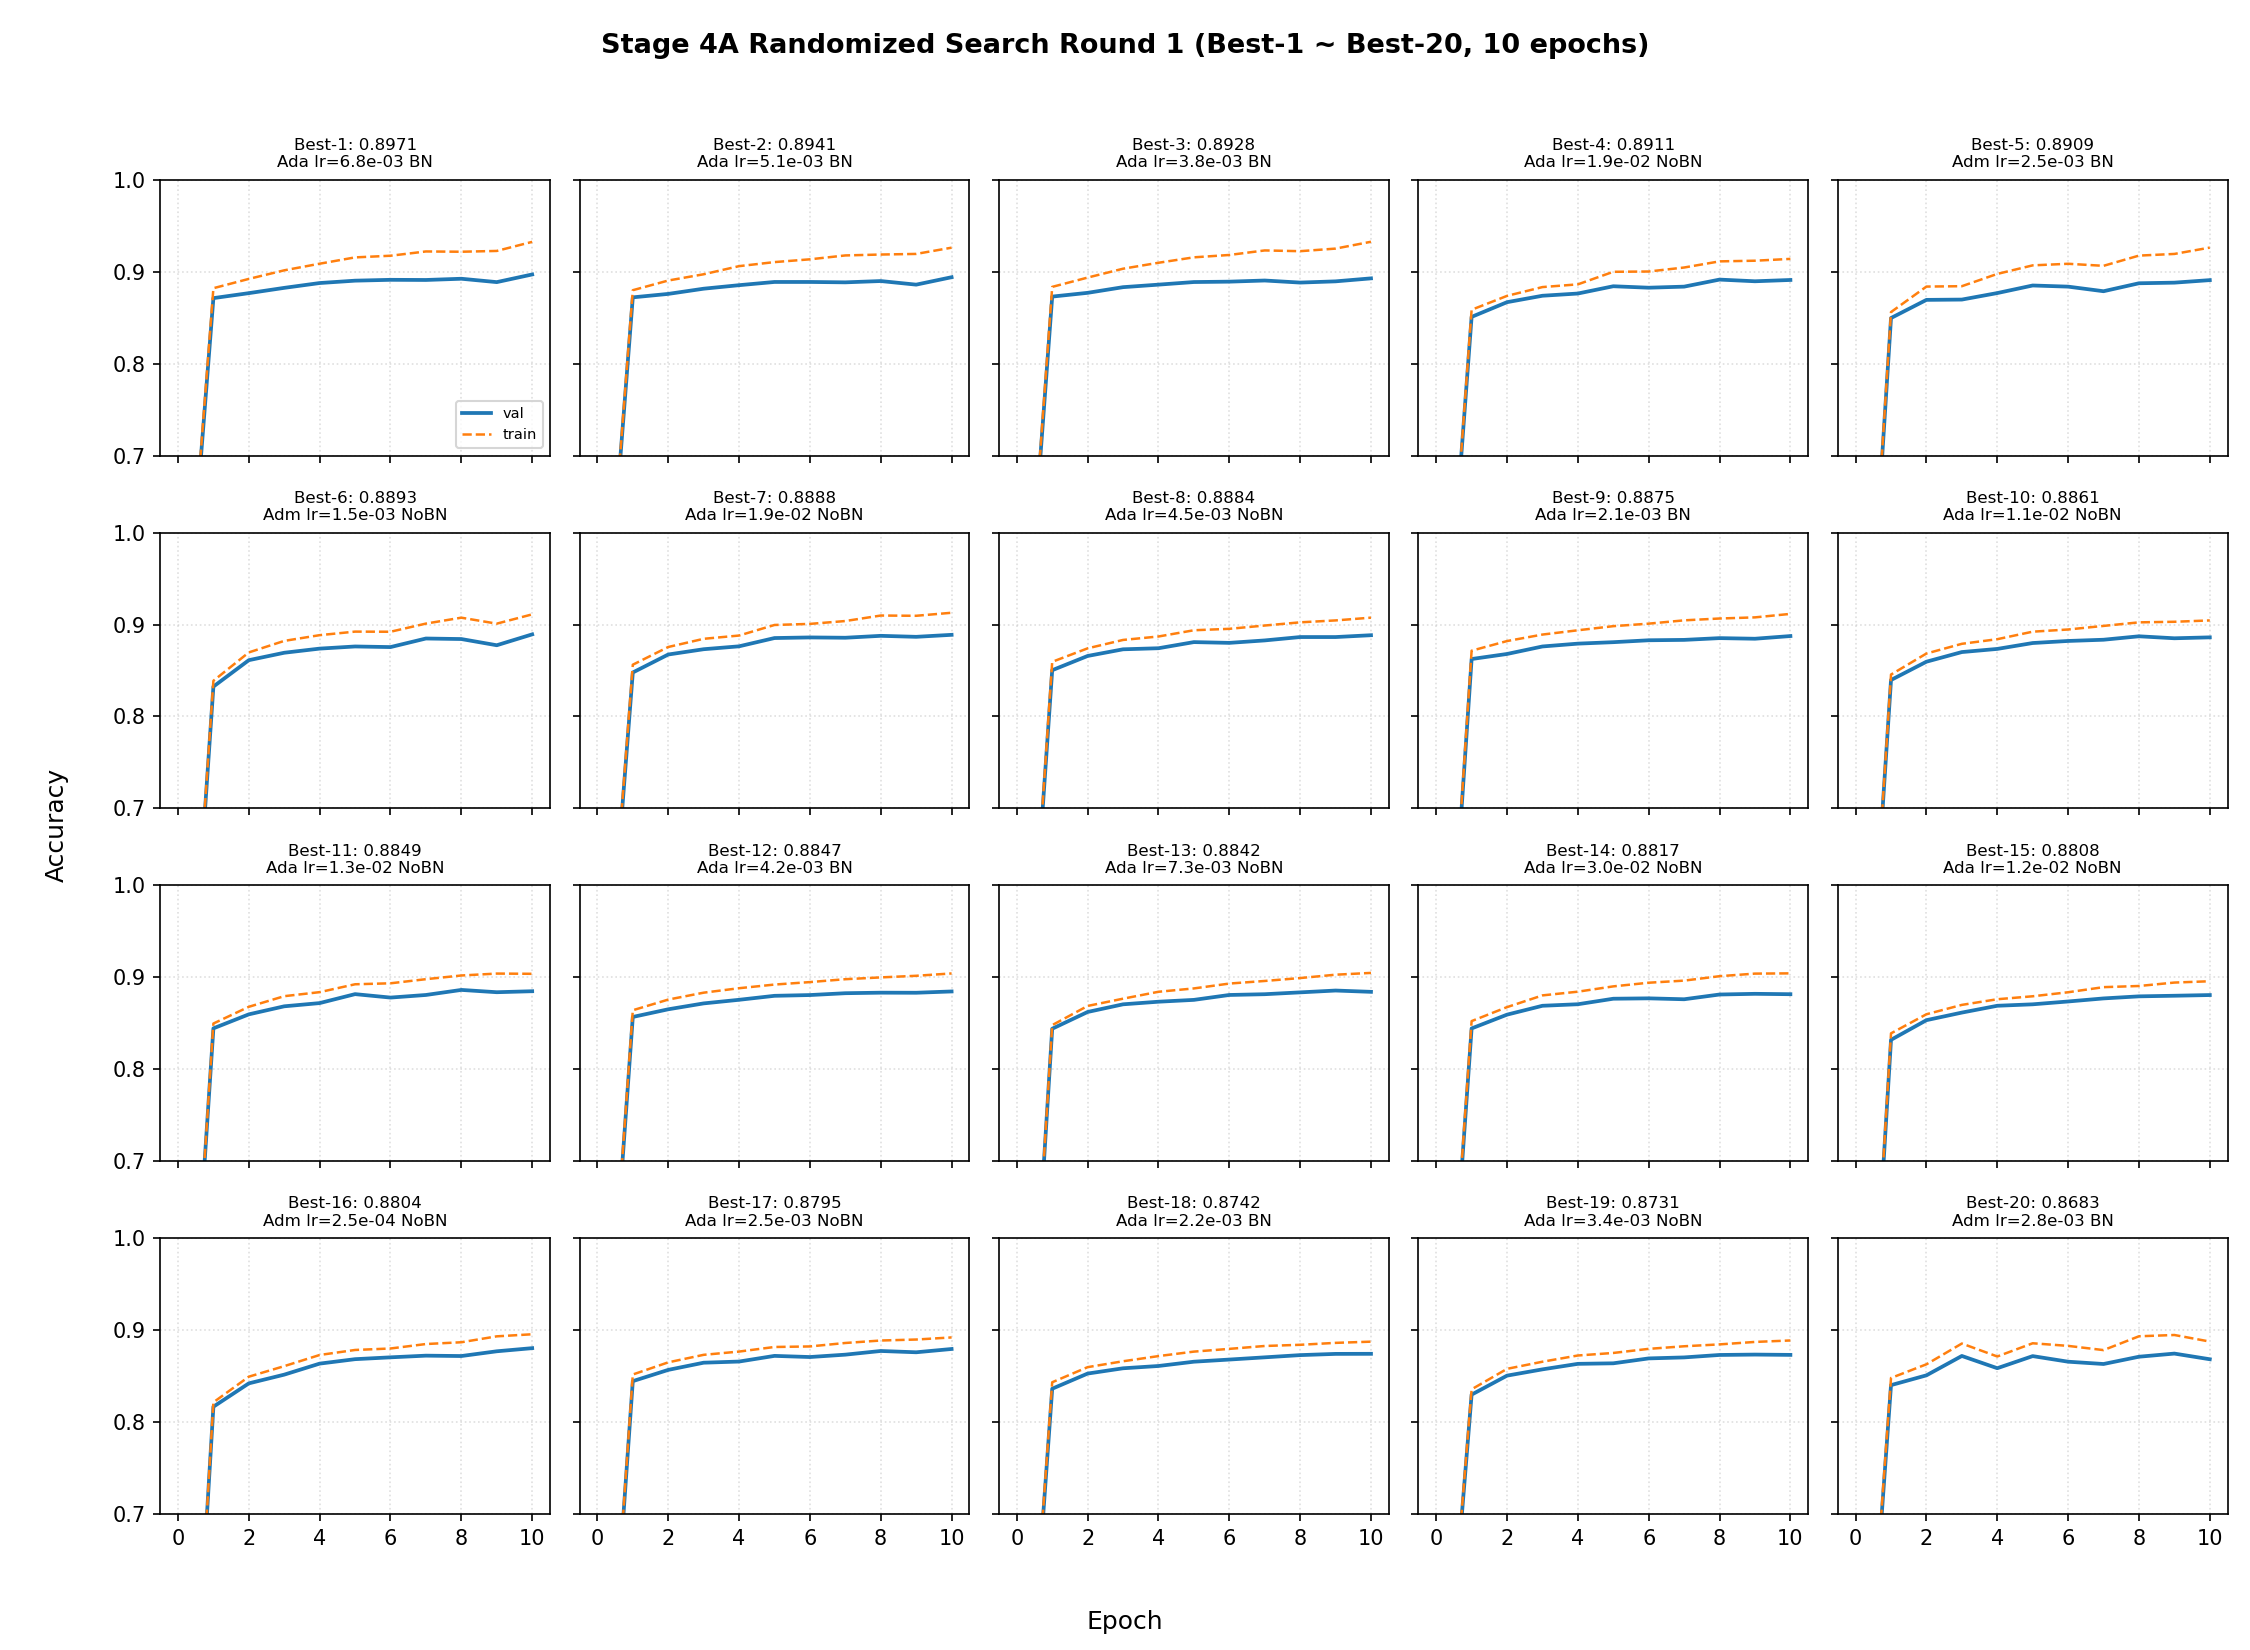 Stage 4A Randomized Search Round 1 (Best-1 ~ Best-20, 10 epochs)
Best-1: 0.8971
Ada lr=6.8e-03 BN
Best-2: 0.8941
Ada lr=5.1e-03 BN
Best-3: 0.8928
Ada lr=3.8e-03 BN
Best-4: 0.8911
Ada lr=1.9e-02 NoBN
Best-5: 0.8909
Adm lr=2.5e-03 BN
1.0
0.9
0.8
0.7
val
train
Best-6: 0.8893
Adm lr=1.5e-03 NoBN
Best-7: 0.8888
Ada lr=1.9e-02 NoBN
Best-8: 0.8884
Ada lr=4.5e-03 NoBN
Best-9: 0.8875
Ada lr=2.1e-03 BN
Best-10: 0.8861
Ada lr=1.1e-02 NoBN
1.0
0.9
0.8
0.7
Accuracy
Best-11: 0.8849
Ada lr=1.3e-02 NoBN
Best-12: 0.8847
Ada lr=4.2e-03 BN
Best-13: 0.8842
Ada lr=7.3e-03 NoBN
Best-14: 0.8817
Ada lr=3.0e-02 NoBN
Best-15: 0.8808
Ada lr=1.2e-02 NoBN
1.0
0.9
0.8
0.7
Best-16: 0.8804
Adm lr=2.5e-04 NoBN
Best-17: 0.8795
Ada lr=2.5e-03 NoBN
Best-18: 0.8742
Ada lr=2.2e-03 BN
Best-19: 0.8731
Ada lr=3.4e-03 NoBN
Best-20: 0.8683
Adm lr=2.8e-03 BN
1.0
0.9
0.8
0.7
0 2 4 6 8 10
0 2 4 6 8 10
0 2 4 6 8 10
0 2 4 6 8 10
0 2 4 6 8 10
Epoch